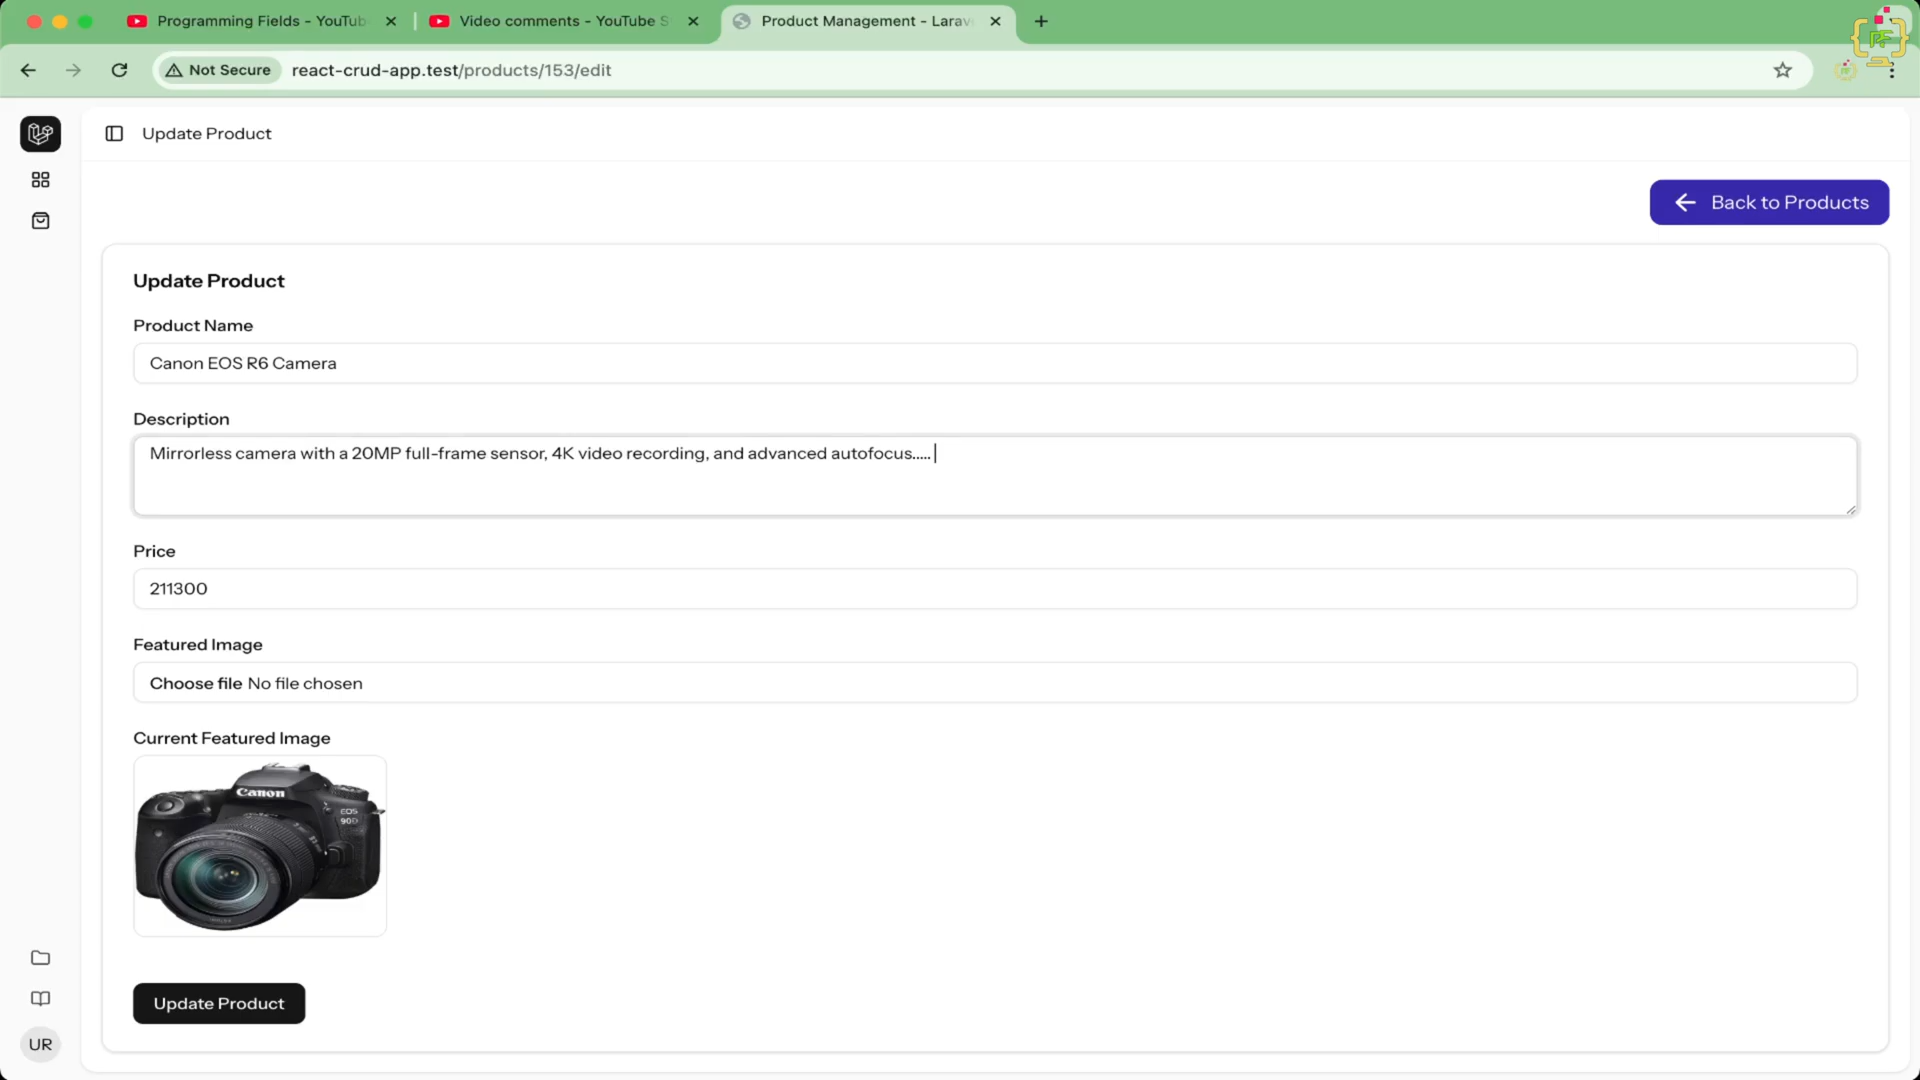 Programming Fields - YouTub
Video comments - YouTube S
Product Management - Larav
Not Secure
react-crud-app.test/products/153/edit
Update Product
Back to Products
Update Product
Product Name
Canon EOS R6 Camera
Description
Mirrorless camera with a 20MP full-frame sensor, 4K video recording, and advanced autofocus.....
Price
211300
Featured Image
Choose file No file chosen
Current Featured Image
Canon
EOS
90D
Update Product
UR